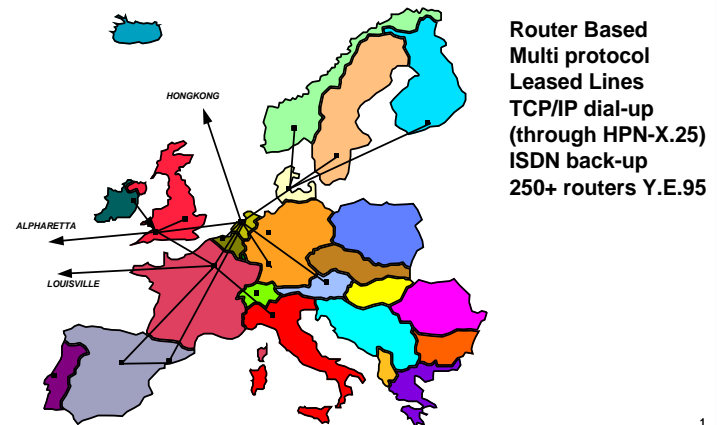 Router Based
Multi protocol
Leased Lines
TCP/IP dial-up
(through HPN-X.25)
ISDN back-up
250+ routers Y.E.95
HONGKONG
ALPHARETTA
LOUISVILLE
1